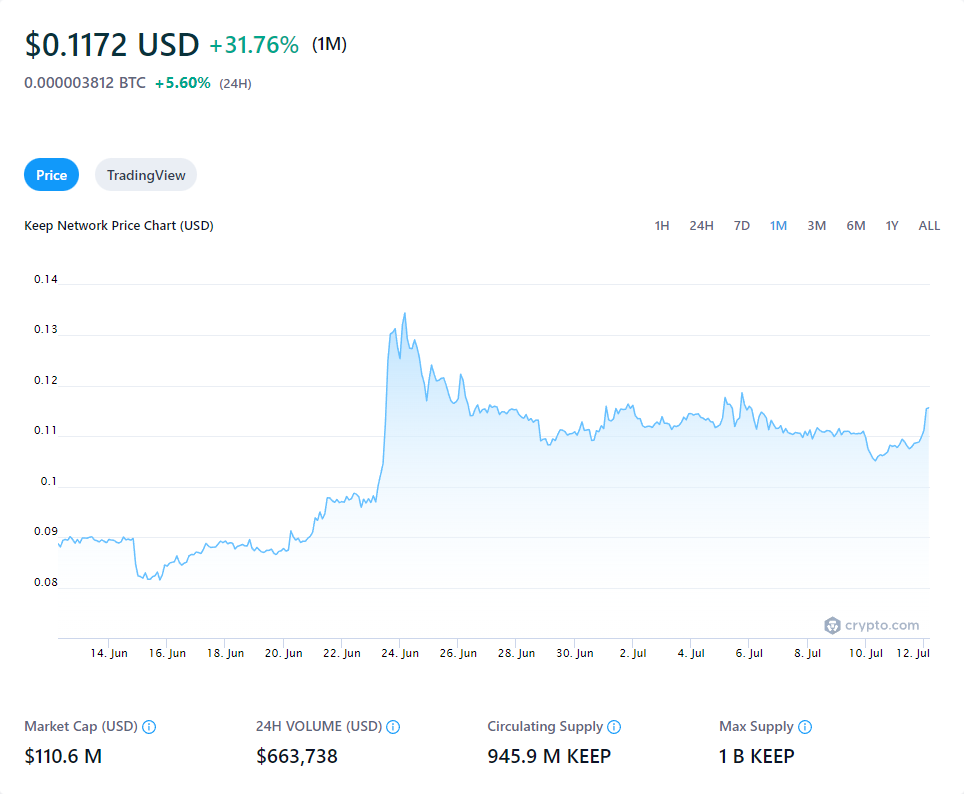 $0.1172 USD +31.76% (1M)
0.000003812 BTC +5.60% (24H)
Price TradingView
Keep Network Price Chart (USD) 1H 24H 7D 1M 3M 6M 1Y ALL
0.14
0.13
0.12
0.11
0.1
0.09
0.08
crypto.com
14. Jun 16. Jun 18. Jun 20. Jun 22. Jun 24. Jun 26. Jun 28. Jun 30. Jun 2. Jul 4. Jul 6. Jul 8. Jul 10. Jul 12. Jul
Market Cap (USD) 24H VOLUME (USD) Circulating Supply Max Supply
$110.6 M $663,738 945.9 M KEEP 1 B KEEP